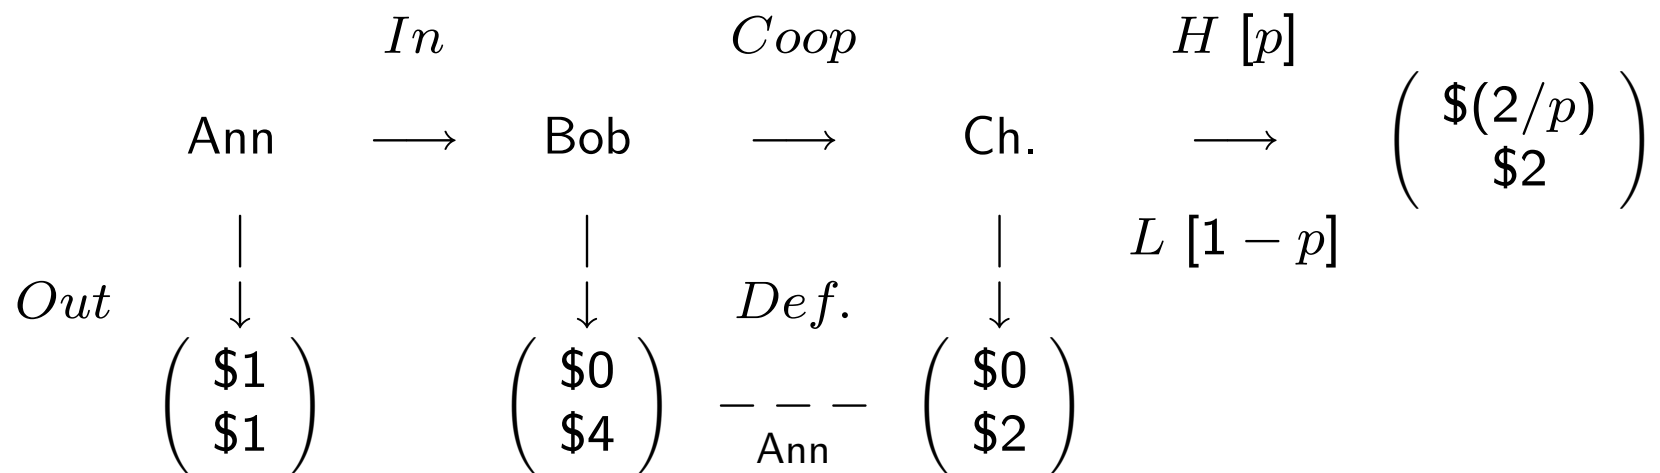 In Coop H [p]
Ann ⟶ Bob ⟶ Ch. ⟶ ( $(2/p) $2 )
L [1 − p]
Out Def.
( $1 $1 ) ( $0 $4 ) − − − ( $0 $2 )
Ann